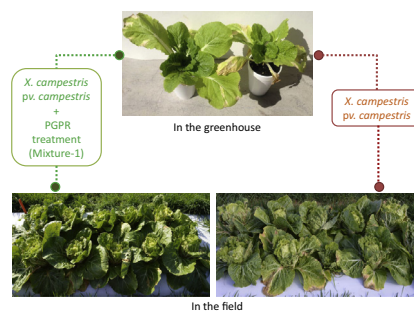 X. campestris
pv. campestris
+
PGPR
treatment
(Mixture-1)
In the greenhouse
X. campestris
pv. campestris
In the field